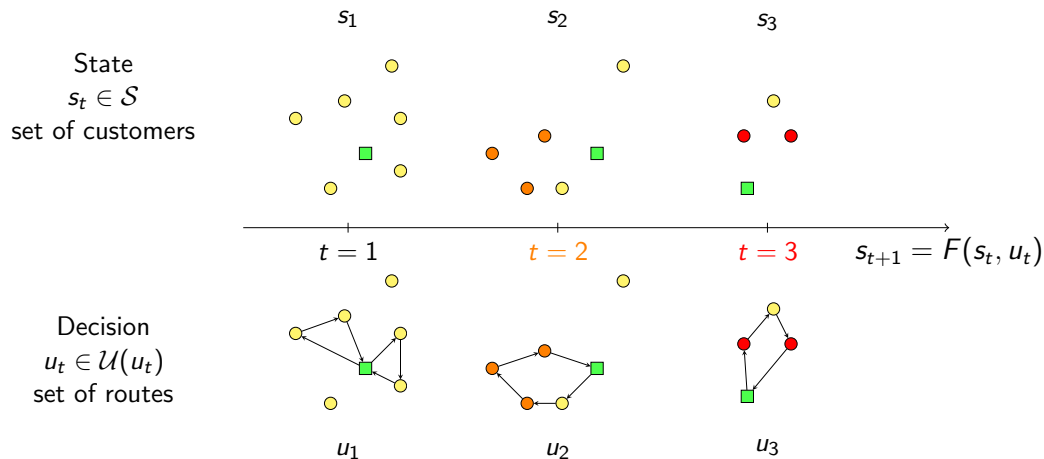 s₁ s₂ s₃
State
sₜ ∈ 𝒮
set of customers
t = 1 t = 2 t = 3 sₜ₊₁ = F(sₜ, uₜ)
Decision
uₜ ∈ 𝒰(uₜ)
set of routes
u₁ u₂ u₃